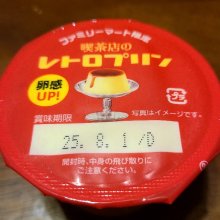 ファミリーマート限定
喫茶店の
レトロプリン
卵感
UP!
写真はイメージです。
賞味期限
25.8.1/D
開封時、中身の飛び散りに
ご注意ください。